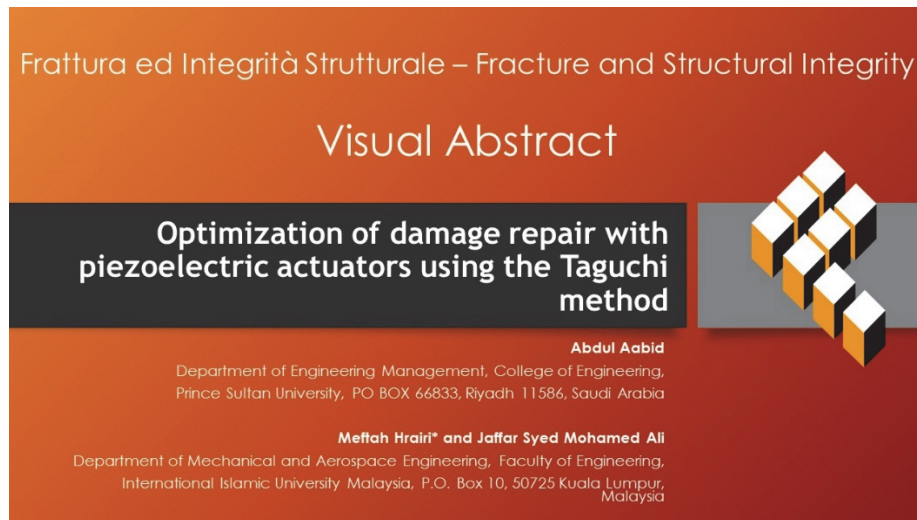 Frattura ed Integrità Strutturale – Fracture and Structural Integrity
Visual Abstract
Optimization of damage repair with
piezoelectric actuators using the Taguchi
method
Abdul Aabid
Department of Engineering Management, College of Engineering,
Prince Sultan University, PO BOX 66833, Riyadh 11586, Saudi Arabia
Meftah Hrairi* and Jaffar Syed Mohamed Ali
Department of Mechanical and Aerospace Engineering, Faculty of Engineering,
International Islamic University Malaysia, P.O. Box 10, 50725 Kuala Lumpur,
Malaysia